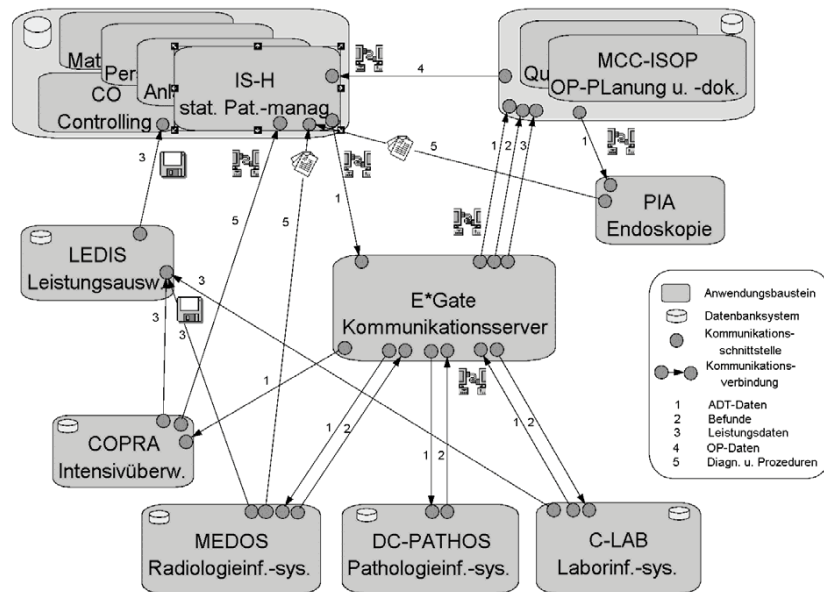 Mat
Pers
Anl
CO
Controlling
IS-H
stat. Pat.-manag
4
Qu
MCC-ISOP
OP-PLanung u. -dok.
3
5
5
1
5
1
2
3
1
PIA
Endoskopie
LEDIS
Leistungsausw.
3
3
3
E*Gate
Kommunikationsserver
Anwendungsbaustein
Datenbanksystem
Kommunikations-
schnittstelle
Kommunikations-
verbindung
1 ADT-Daten
2 Befunde
3 Leistungsdaten
4 OP-Daten
5 Diagn. u. Prozeduren
1
1
2
1
2
1
2
COPRA
Intensivüberw.
MEDOS
Radiologieinf.-sys.
DC-PATHOS
Pathologieinf.-sys.
C-LAB
Laborinf.-sys.